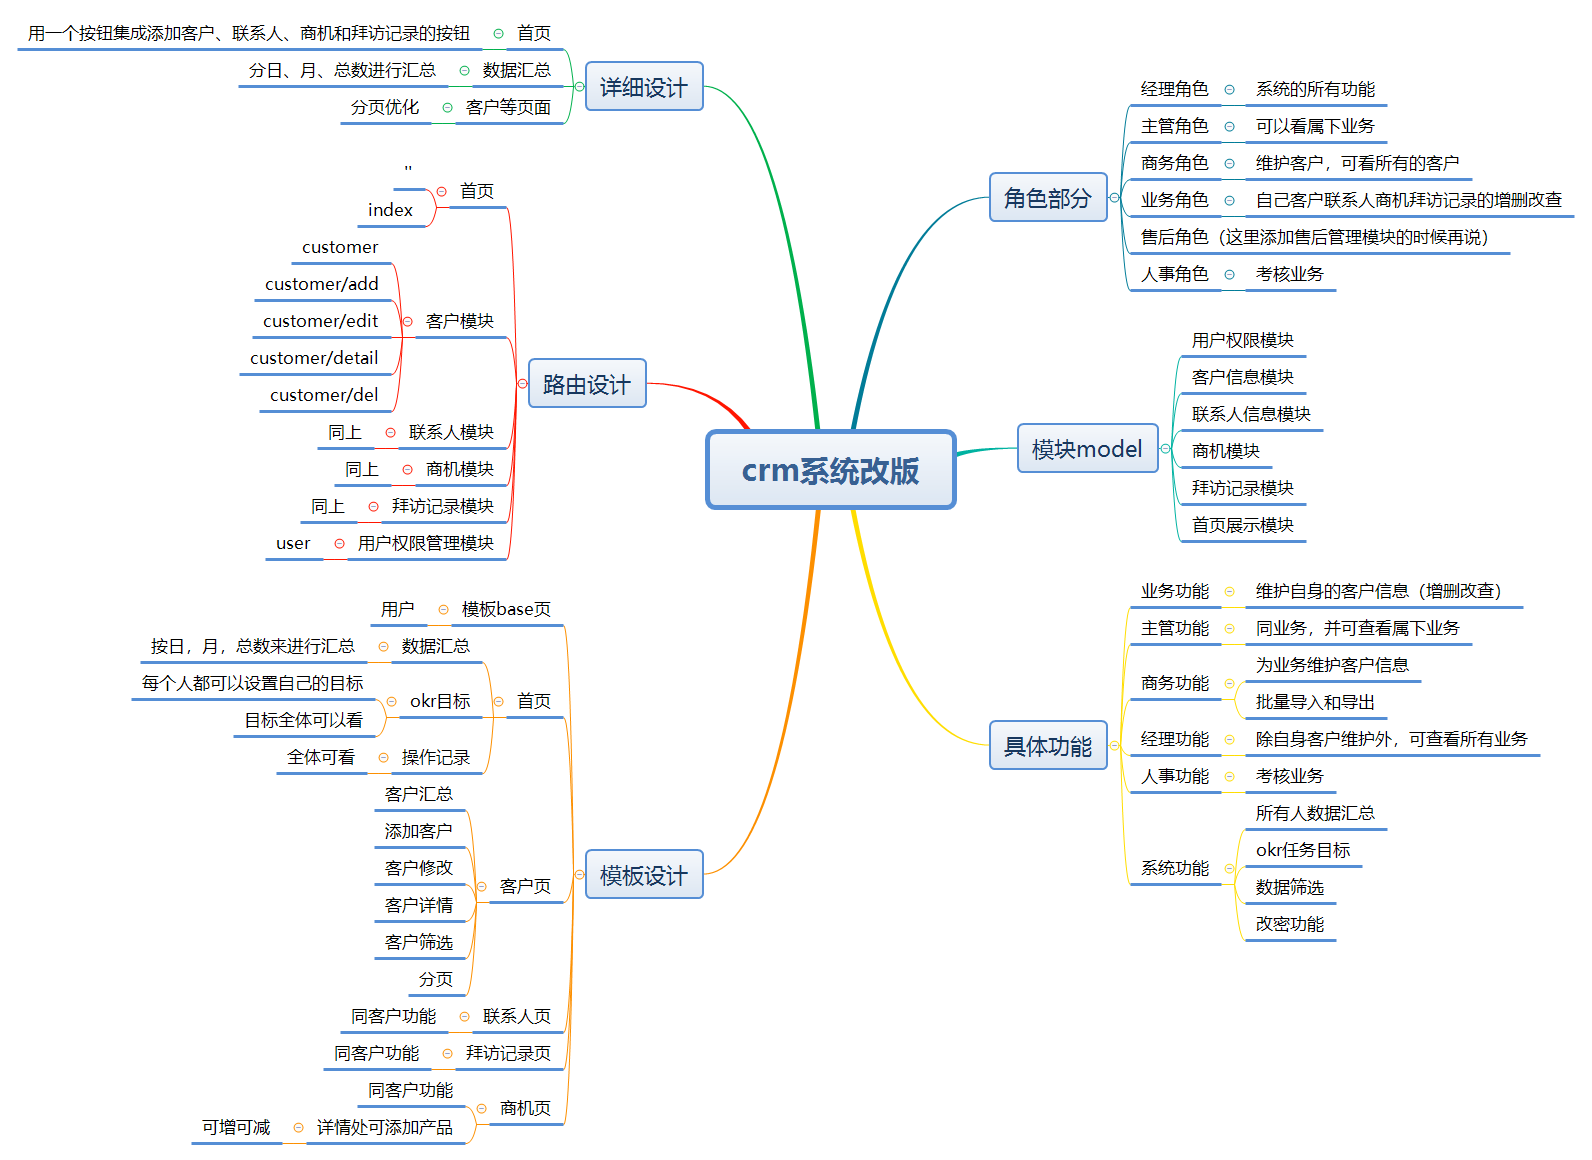 crm系统改版
角色部分
经理角色
系统的所有功能
主管角色
可以看属下业务
商务角色
维护客户，可看所有的客户
业务角色
自己客户联系人商机拜访记录的增删改查
售后角色（这里添加售后管理模块的时候再说）
人事角色
考核业务
模块model
用户权限模块
客户信息模块
联系人信息模块
商机模块
拜访记录模块
首页展示模块
具体功能
业务功能
维护自身的客户信息（增删改查）
主管功能
同业务，并可查看属下业务
商务功能
为业务维护客户信息
批量导入和导出
经理功能
除自身客户维护外，可查看所有业务
人事功能
考核业务
系统功能
所有人数据汇总
okr任务目标
数据筛选
改密功能
详细设计
首页
用一个按钮集成添加客户、联系人、商机和拜访记录的按钮
数据汇总
分日、月、总数进行汇总
客户等页面
分页优化
路由设计
首页
''
index
客户模块
customer
customer/add
customer/edit
customer/detail
customer/del
联系人模块
同上
商机模块
同上
拜访记录模块
同上
用户权限管理模块
user
模板设计
模板base页
用户
首页
数据汇总
按日，月，总数来进行汇总
okr目标
每个人都可以设置自己的目标
目标全体可以看
操作记录
全体可看
客户页
客户汇总
添加客户
客户修改
客户详情
客户筛选
分页
联系人页
同客户功能
拜访记录页
同客户功能
商机页
同客户功能
详情处可添加产品
可增可减